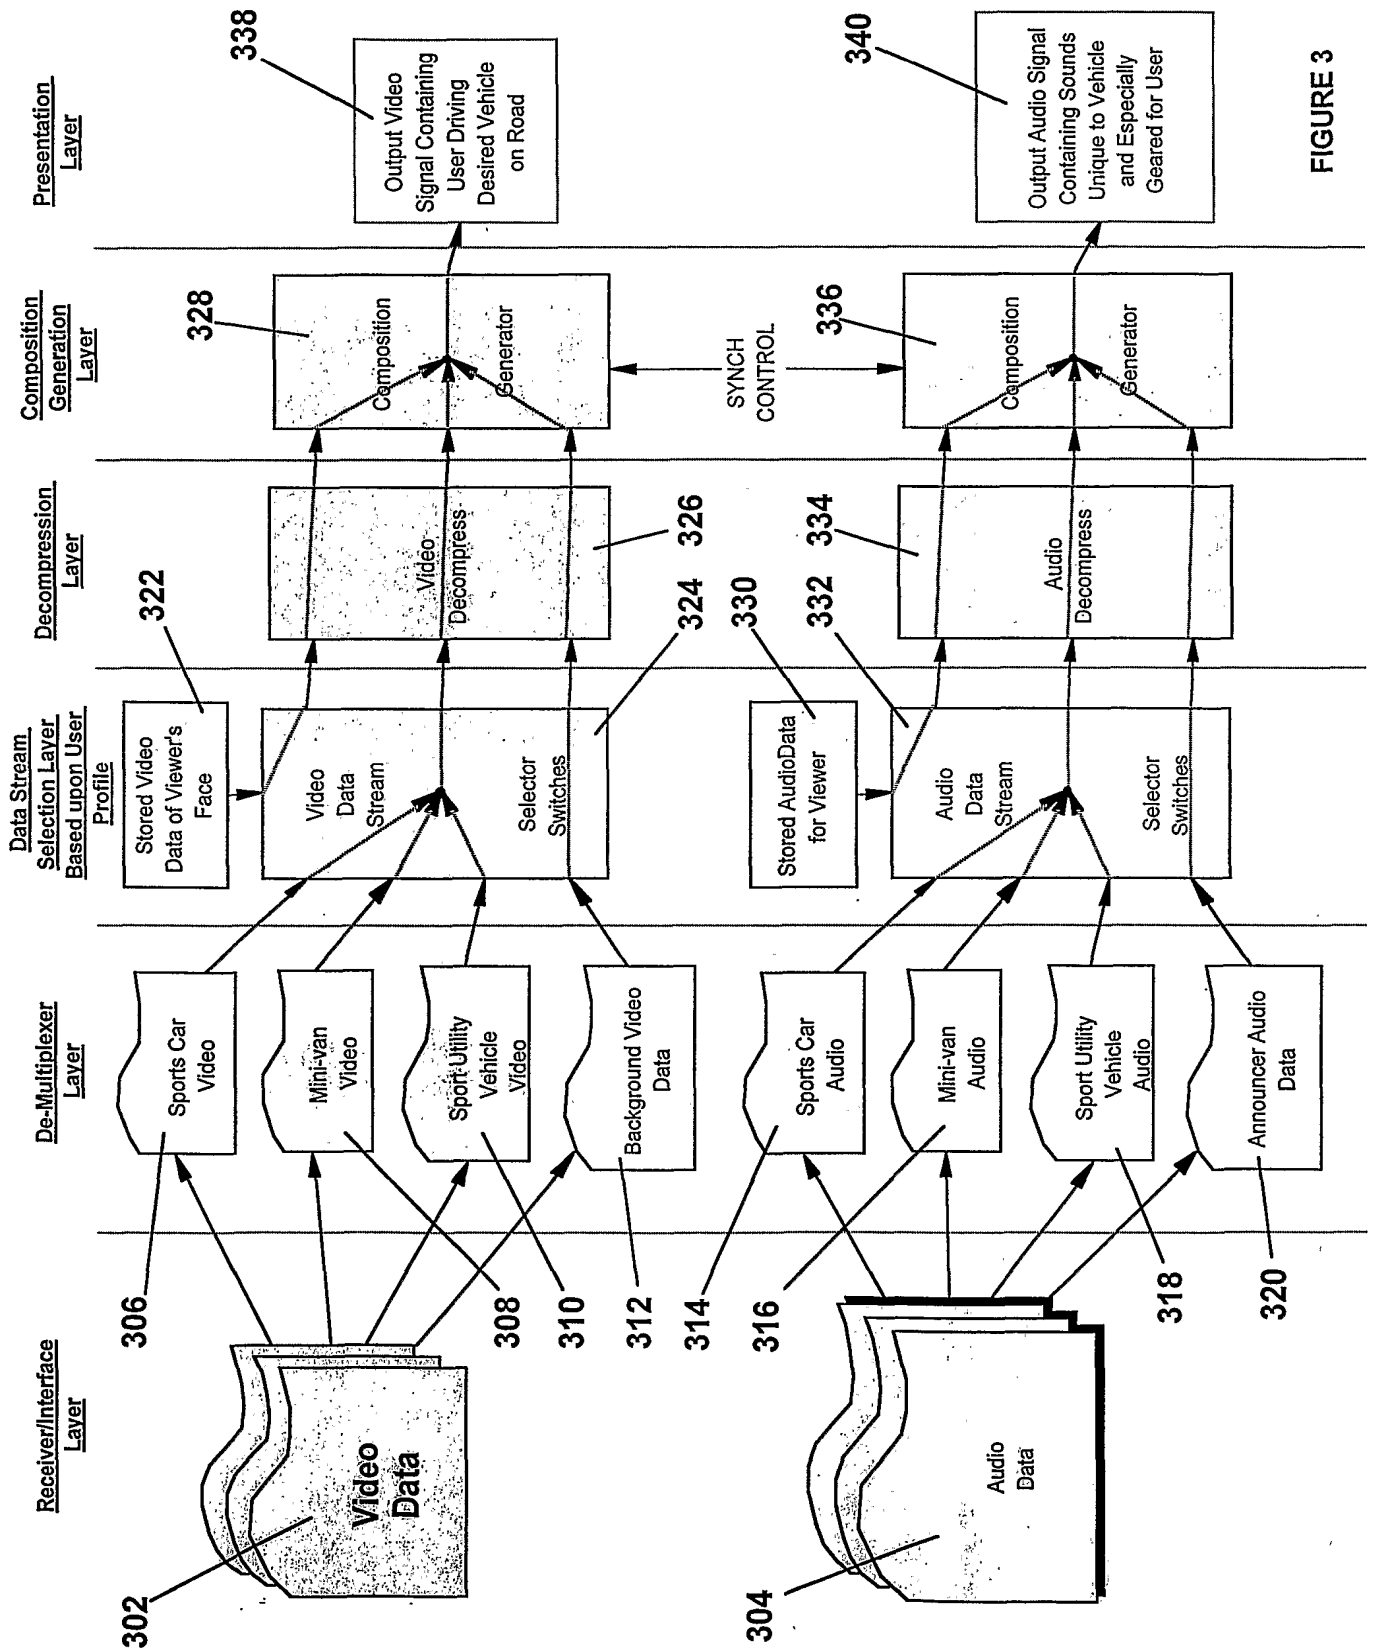 Receiver/Interface
Layer
De-Multiplexer
Layer
Data Stream
Selection Layer
Based upon User
Profile
Decompression
Layer
Composition
Generation
Layer
Presentation
Layer
302
Video
Data
306
Sports Car
Video
308
Mini-van
Video
310
Sport Utility
Vehicle
Video
312
Background Video
Data
322
Stored Video
Data of Viewer's
Face
324
Video
Data
Stream
Selector
Switches
326
Video
Decompress
328
Composition
Generator
338
Output Video
Signal Containing
User Driving
Desired Vehicle
on Road
SYNCH
CONTROL
304
Audio
Data
314
Sports Car
Audio
316
Mini-van
Audio
318
Sport Utility
Vehicle
Audio
320
Announcer Audio
Data
330
Stored AudioData
for Viewer
332
Audio
Data
Stream
Selector
Switches
334
Audio
Decompress
336
Composition
Generator
340
Output Audio Signal
Containing Sounds
Unique to Vehicle
and Especially
Geared for User
FIGURE 3